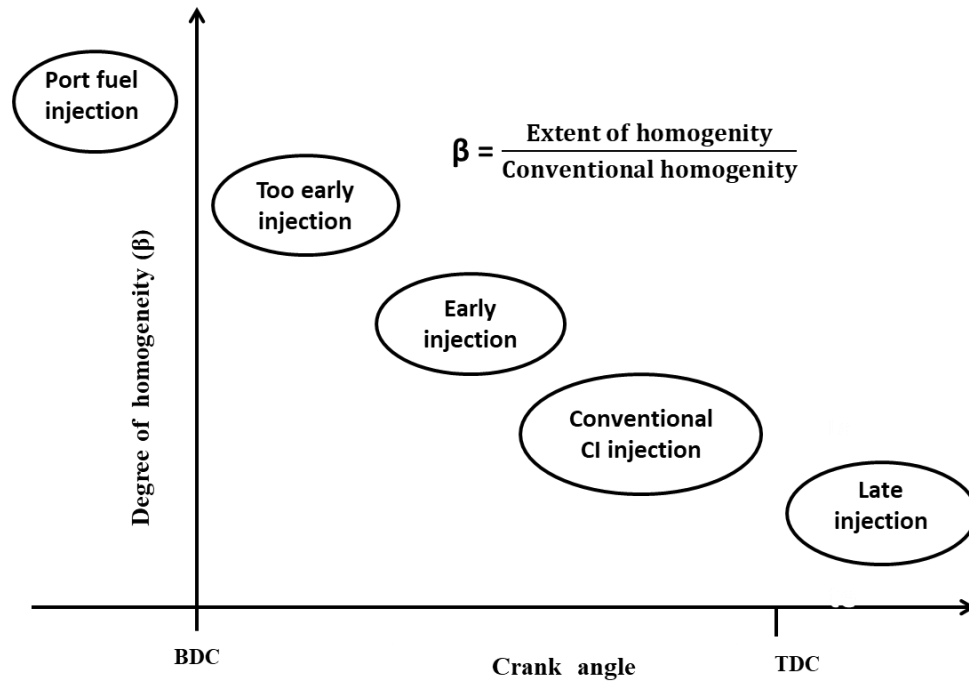 Port fuel
injection
Too early
injection
β = Extent of homogenity
Conventional homogenity
Early
injection
Conventional
CI injection
Late
injection
Degree of homogeneity (β)
BDC
Crank angle
TDC